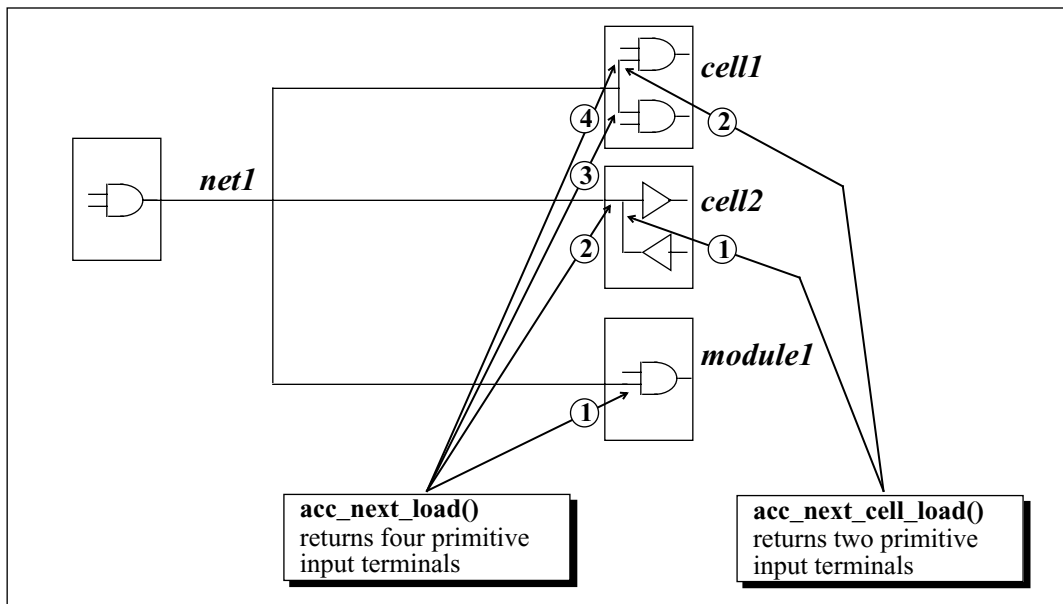 cell1
4
2
3
net1
cell2
2
1
module1
1
acc_next_load()
returns four primitive
input terminals
acc_next_cell_load()
returns two primitive
input terminals